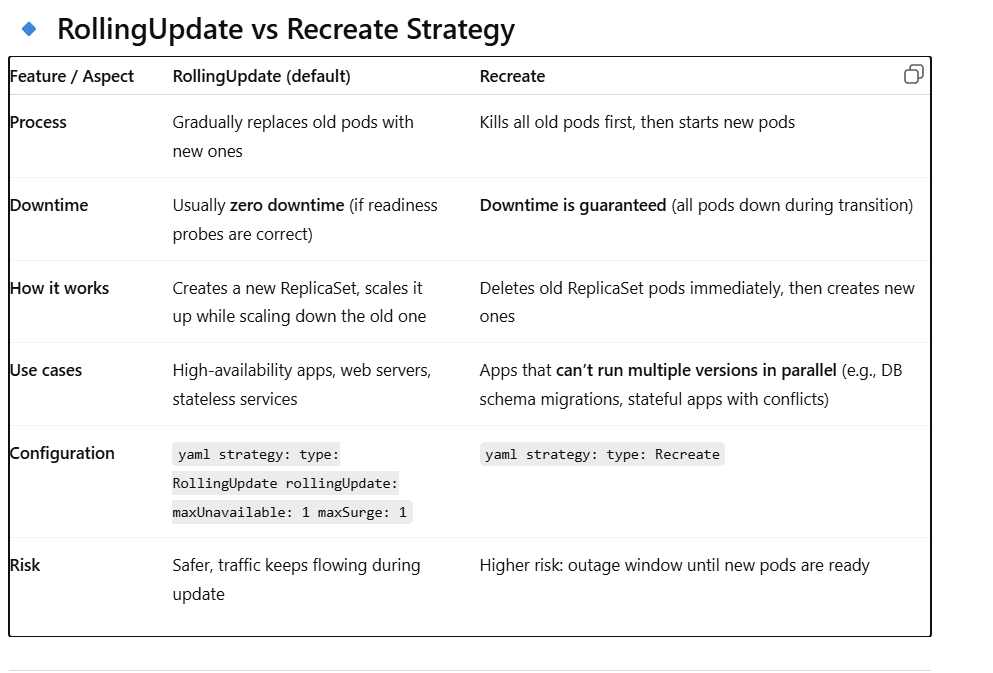 RollingUpdate vs Recreate Strategy
Feature / Aspect RollingUpdate (default) Recreate
Process
Gradually replaces old pods with
new ones
Kills all old pods first, then starts new pods
Downtime
Usually zero downtime (if readiness
probes are correct)
Downtime is guaranteed (all pods down during transition)
How it works
Creates a new ReplicaSet, scales it
up while scaling down the old one
Deletes old ReplicaSet pods immediately, then creates new
ones
Use cases
High-availability apps, web servers,
stateless services
Apps that can’t run multiple versions in parallel (e.g., DB
schema migrations, stateful apps with conflicts)
Configuration
yaml strategy: type:
RollingUpdate rollingUpdate:
maxUnavailable: 1 maxSurge: 1
yaml strategy: type: Recreate
Risk
Safer, traffic keeps flowing during
update
Higher risk: outage window until new pods are ready